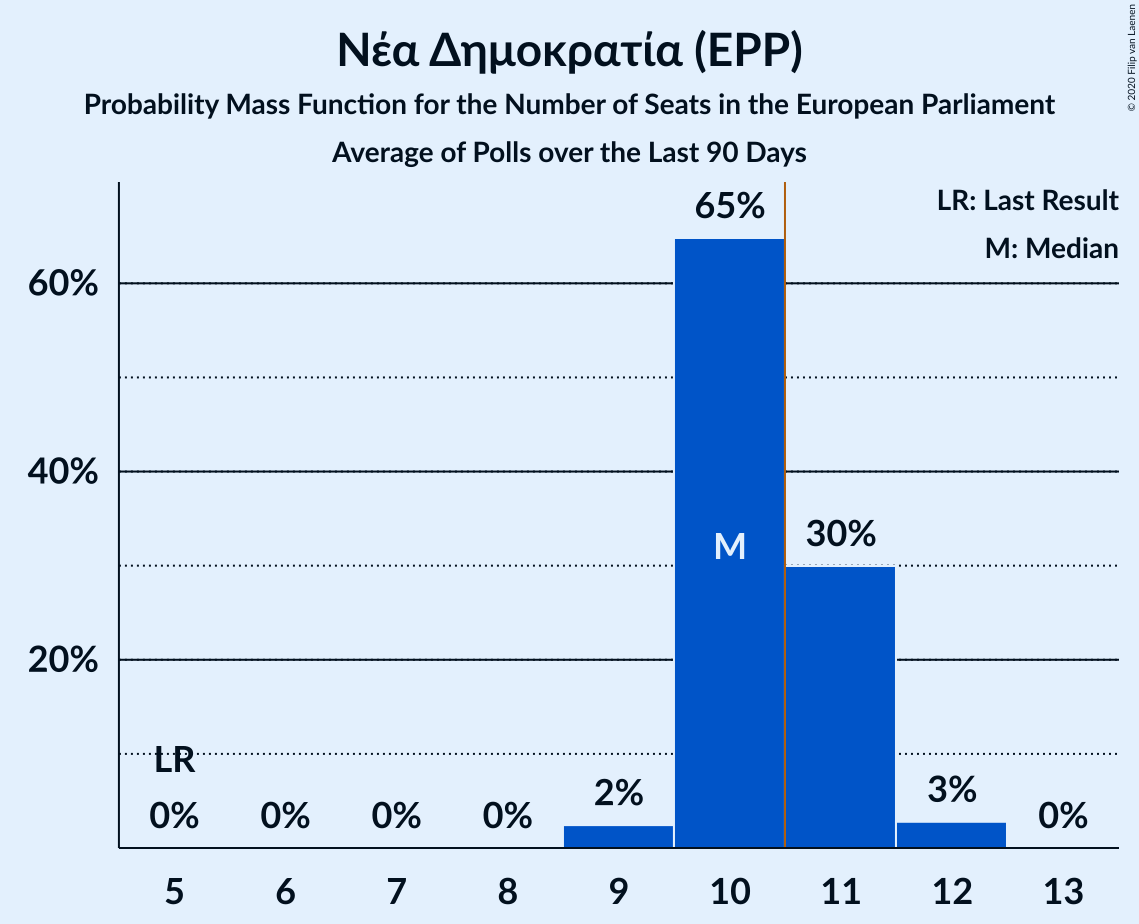 Νέα Δημοκρατία (EPP)
Probability Mass Function for the Number of Seats in the European Parliament
Average of Polls over the Last 90 Days
© 2020 Filip van Laenen
LR: Last Result
M: Median
65%
60%
40%
30%
M
20%
LR
0% 0% 0% 0% 2% 3% 0%
5 6 7 8 9 10 11 12 13